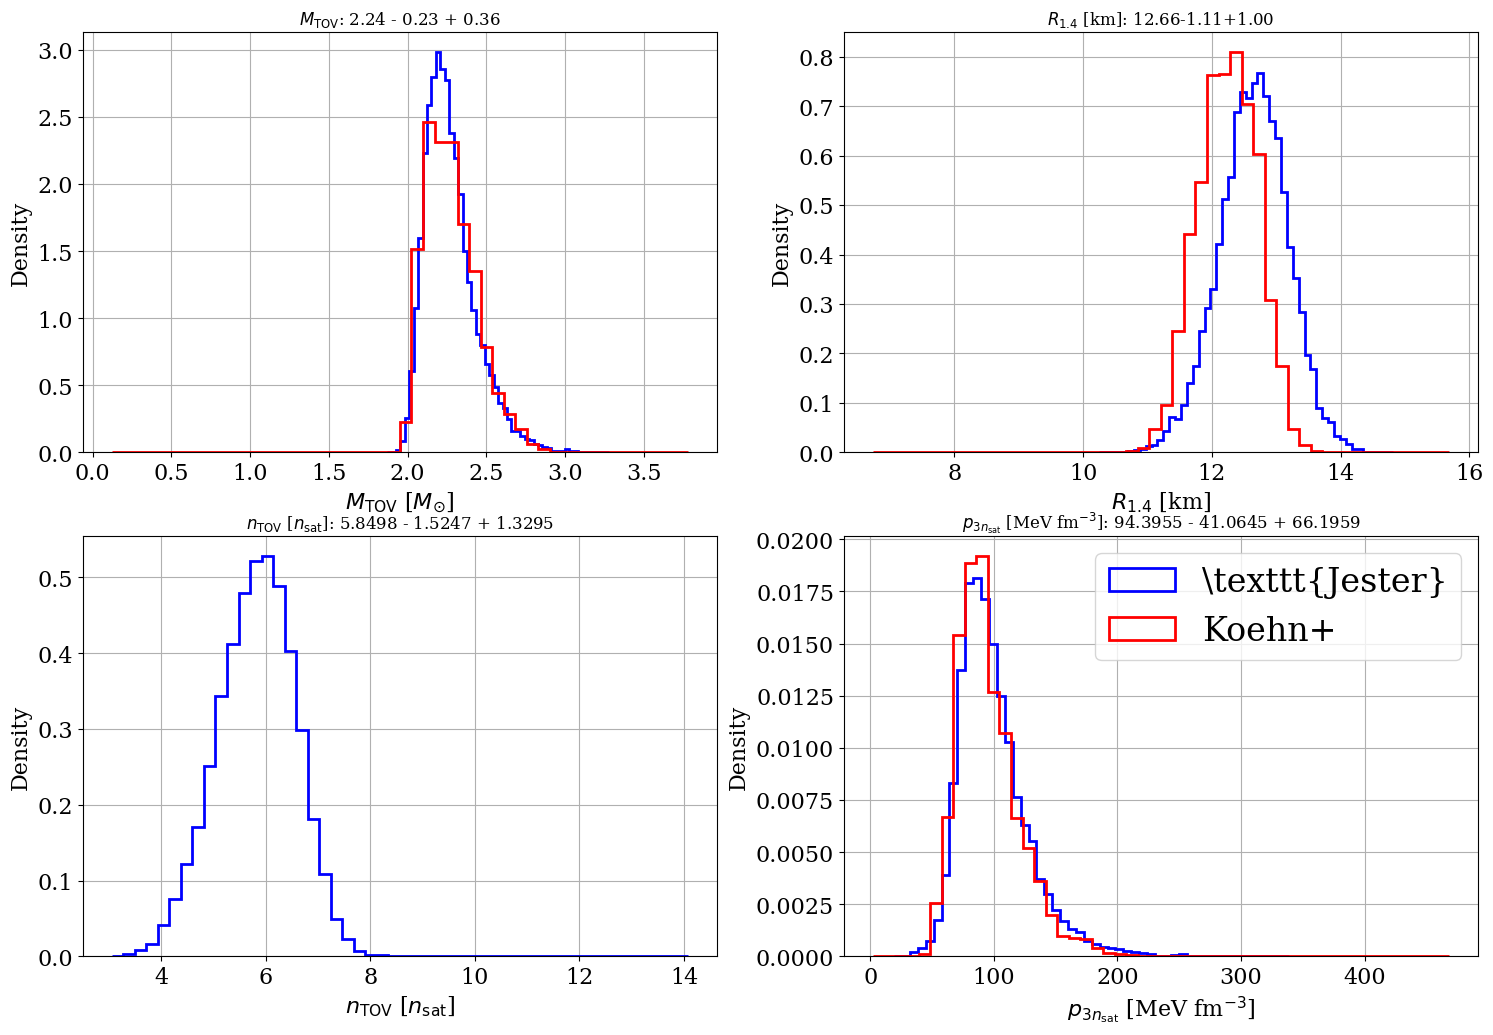 M_TOV: 2.24 - 0.23 + 0.36
3.0
2.5
2.0
1.5
1.0
0.5
0.0
Density
0.0 0.5 1.0 1.5 2.0 2.5 3.0 3.5
M_TOV [M_⊙]
R_1.4 [km]: 12.66-1.11+1.00
0.8
0.7
0.6
0.5
0.4
0.3
0.2
0.1
0.0
Density
8 10 12 14 16
R_1.4 [km]
n_TOV [n_sat]: 5.8498 - 1.5247 + 1.3295
0.5
0.4
0.3
0.2
0.1
0.0
Density
4 6 8 10 12 14
n_TOV [n_sat]
p_3n_sat [MeV fm⁻³]: 94.3955 - 41.0645 + 66.1959
0.0200
0.0175
0.0150
0.0125
0.0100
0.0075
0.0050
0.0025
0.0000
Density
\texttt{Jester}
Koehn+
0 100 200 300 400
p_3n_sat [MeV fm⁻³]